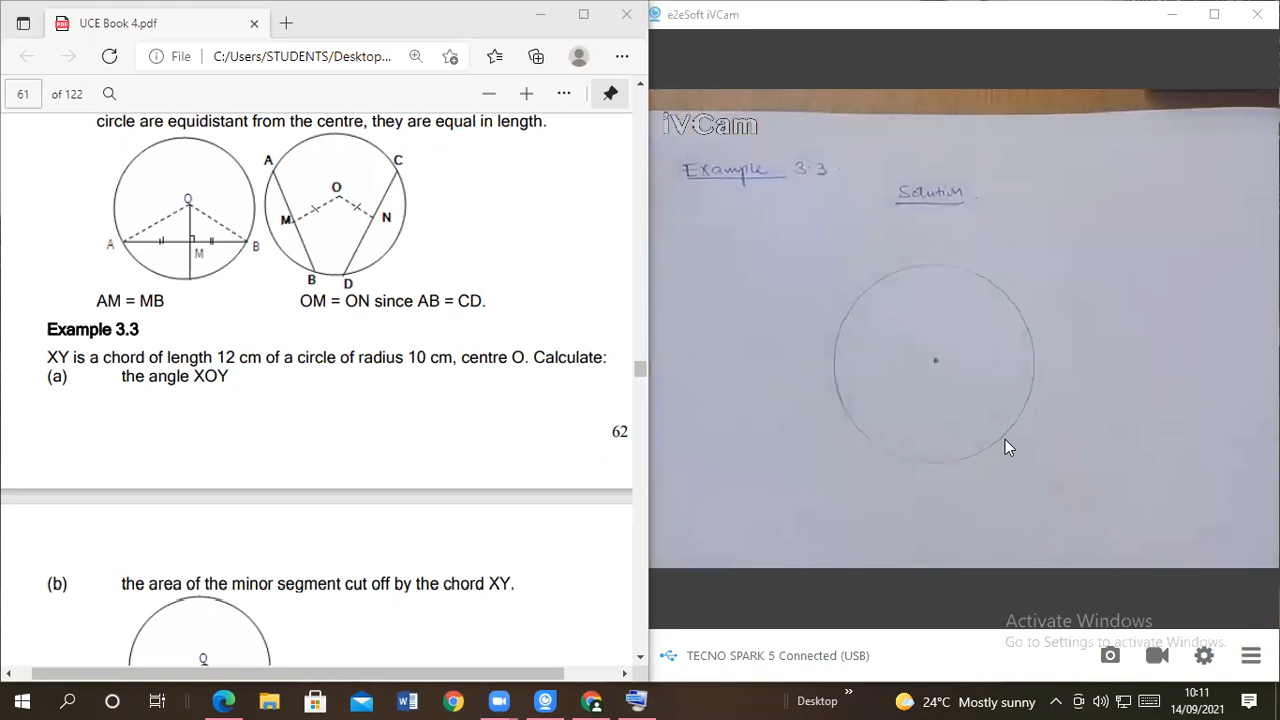 UCE Book 4.pdf
File
C:/Users/STUDENTS/Desktop...
61
of 122
circle are equidistant from the centre, they are equal in length.
O
A
B
M
A
C
O
M
N
B
D
AM = MB
OM = ON since AB = CD.
Example 3.3
XY is a chord of length 12 cm of a circle of radius 10 cm, centre O. Calculate:
(a) the angle XOY
62
(b) the area of the minor segment cut off by the chord XY.
O
e2eSoft iVCam
iVCam
Example 3.3
Solution
Activate Windows
Go to Settings to activate Windows.
TECNO SPARK 5 Connected (USB)
Desktop
24°C Mostly sunny
10:11
14/09/2021